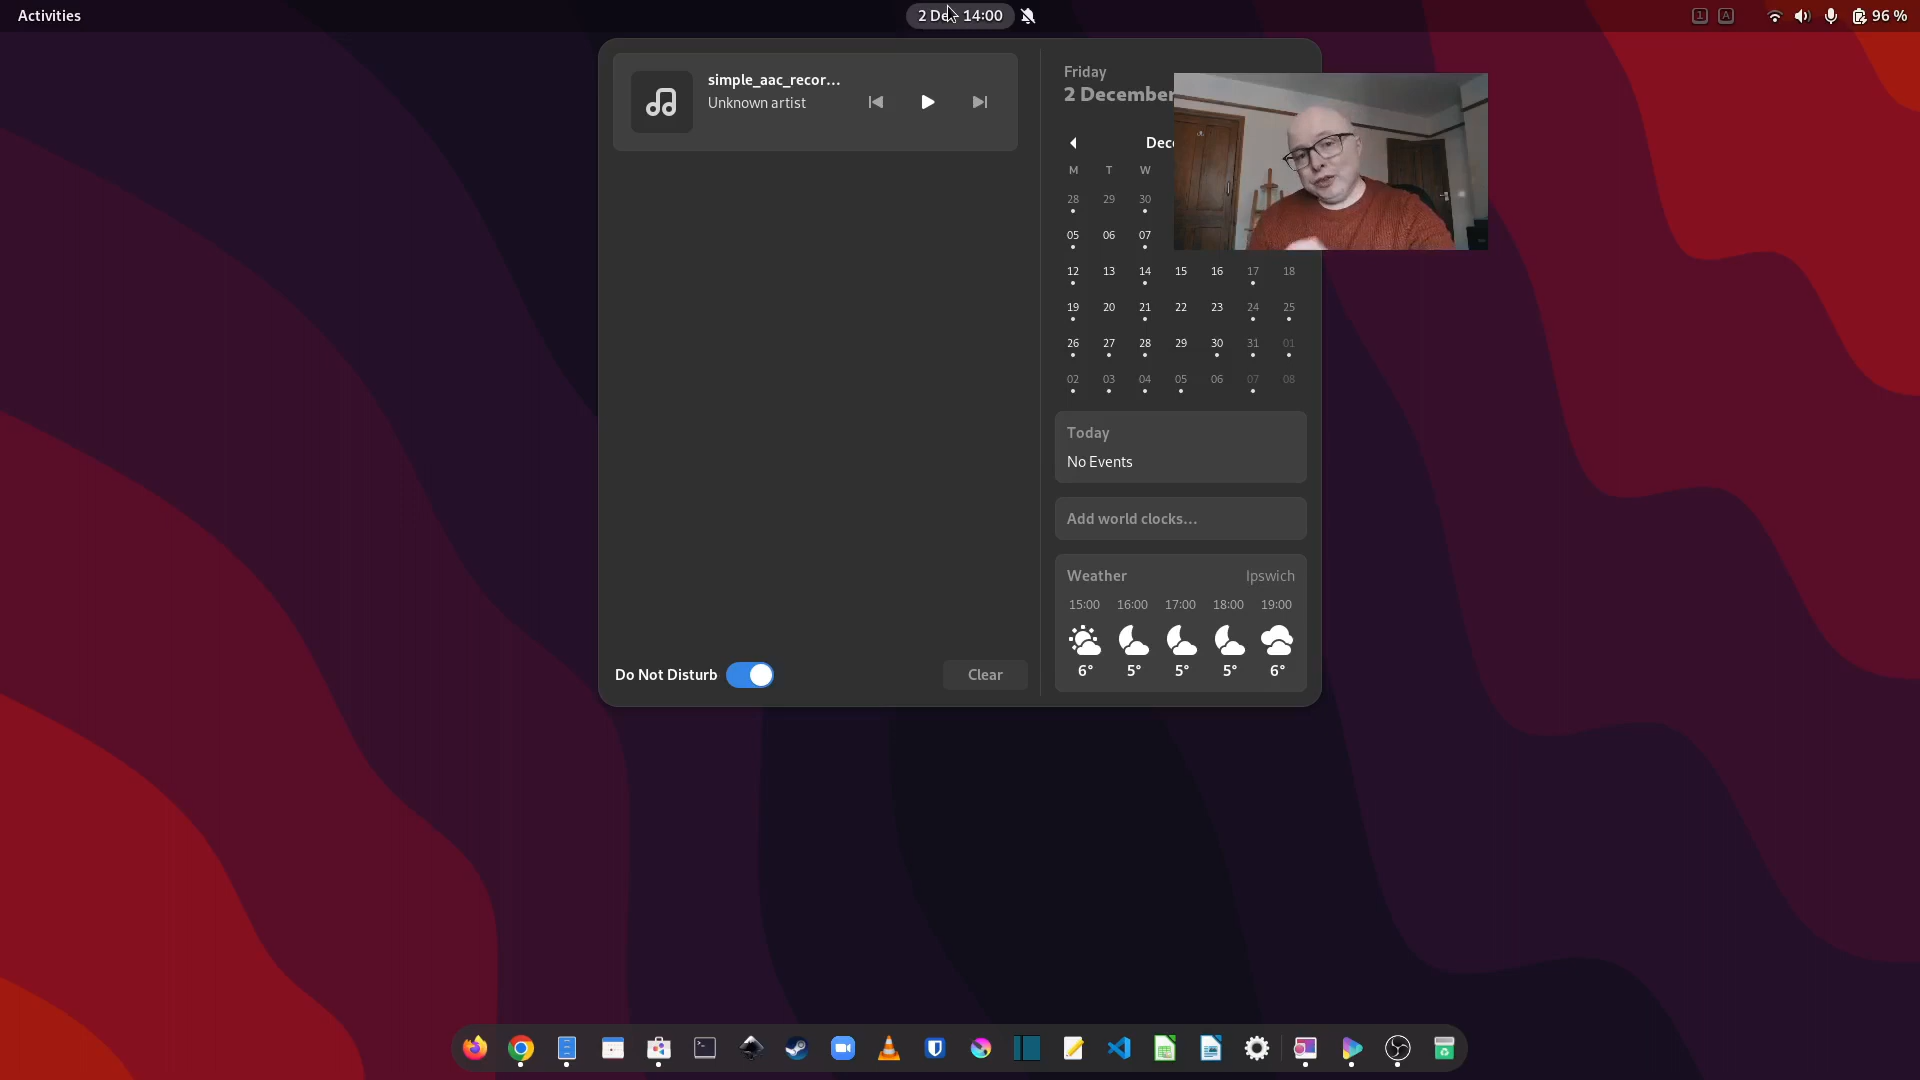 Activities
2 De 14:00
1 A
96 %
simple_aac_recor...
Unknown artist
Friday
2 December
Dec
M T W
28 29 30
05 06 07
12 13 14 15 16 17 18
19 20 21 22 23 24 25
26 27 28 29 30 31 01
02 03 04 05 06 07 08
Today
No Events
Add world clocks...
Weather Ipswich
15:00 16:00 17:00 18:00 19:00
6° 5° 5° 5° 6°
Do Not Disturb
Clear